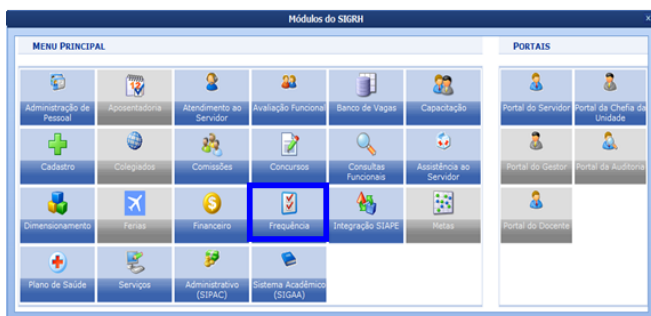 Módulos do SIGRH
x
MENU PRINCIPAL
PORTAIS
Administração de
Pessoal
Aposentadoria
Atendimento ao
Servidor
Avaliação Funcional
Banco de Vagas
Capacitação
Portal do Servidor
Portal da Chefia da
Unidade
Cadastro
Colegiados
Comissões
Concursos
Consultas
Funcionais
Assistência ao
Servidor
Portal do Gestor
Portal da Auditoria
Dimensionamento
Ferias
Financeiro
Frequência
Integração SIAPE
Metas
Portal do Docente
Plano de Saúde
Serviços
Administrativo
(SIPAC)
Sistema Acadêmico
(SIGAA)